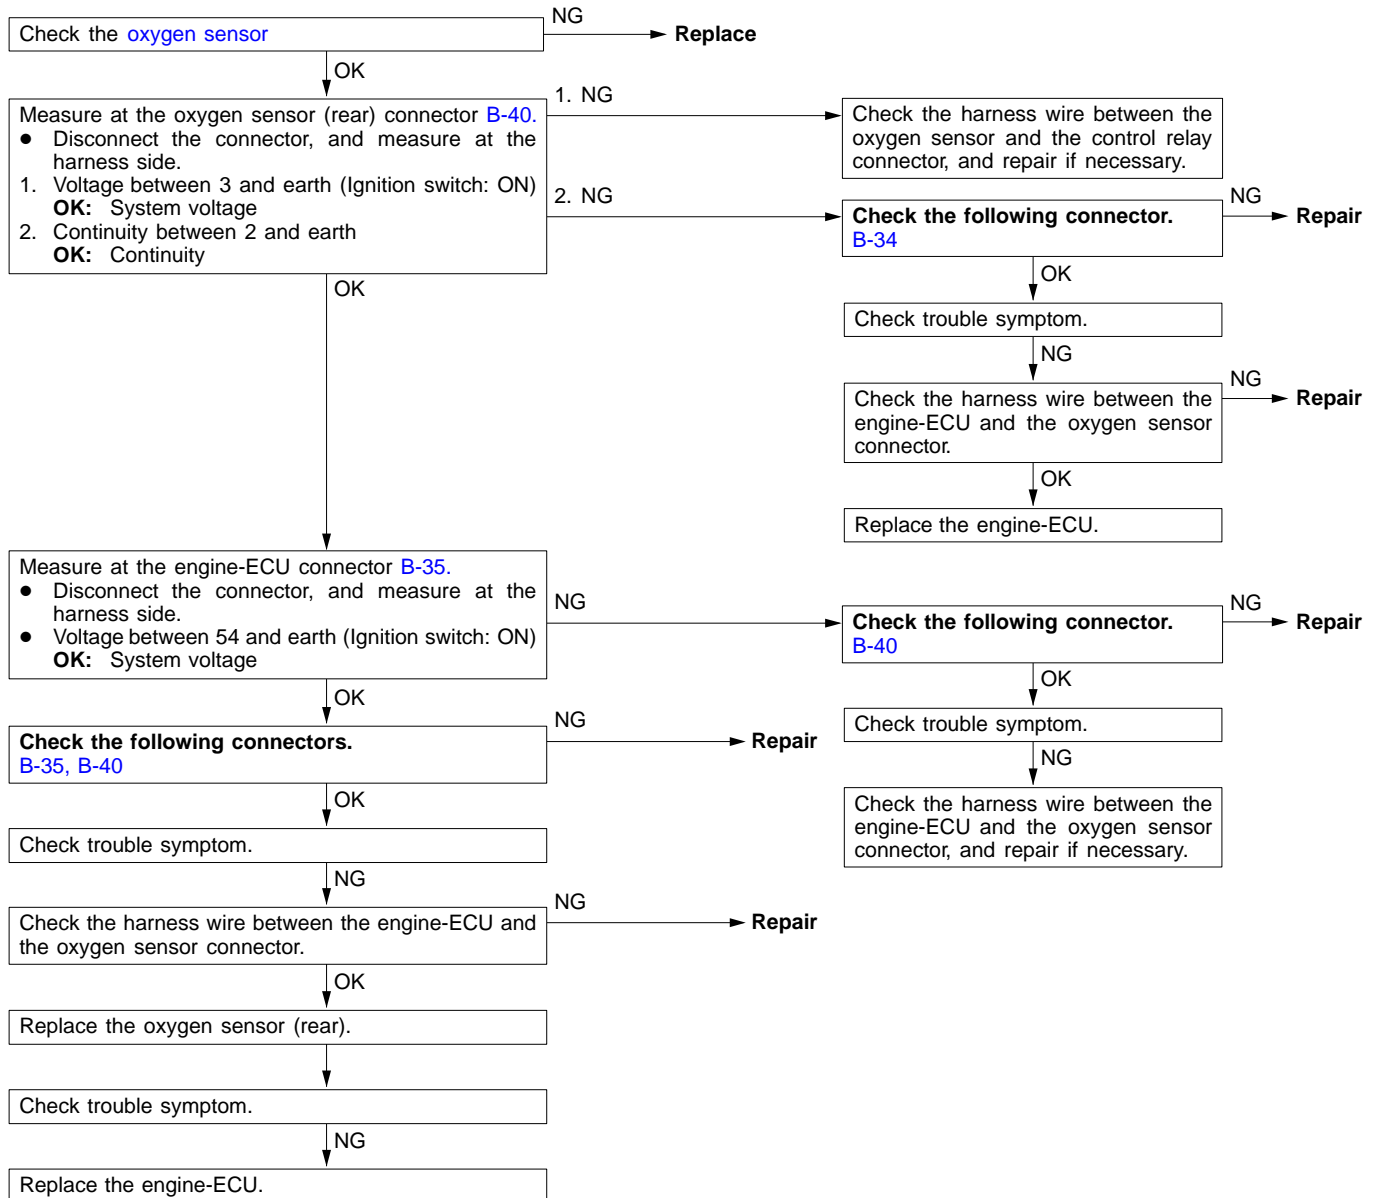 Check the oxygen sensor
NG
Replace
OK
Measure at the oxygen sensor (rear) connector B-40.
● Disconnect the connector, and measure at the
harness side.
1. Voltage between 3 and earth (Ignition switch: ON)
OK: System voltage
2. Continuity between 2 and earth
OK: Continuity
1. NG
Check the harness wire between the
oxygen sensor and the control relay
connector, and repair if necessary.
2. NG
Check the following connector.
B-34
NG
Repair
OK
Check trouble symptom.
NG
Check the harness wire between the
engine-ECU and the oxygen sensor
connector.
NG
Repair
OK
Replace the engine-ECU.
OK
Measure at the engine-ECU connector B-35.
● Disconnect the connector, and measure at the
harness side.
● Voltage between 54 and earth (Ignition switch: ON)
OK: System voltage
NG
Check the following connector.
B-40
NG
Repair
OK
Check trouble symptom.
NG
Check the harness wire between the
engine-ECU and the oxygen sensor
connector, and repair if necessary.
OK
Check the following connectors.
B-35, B-40
NG
Repair
OK
Check trouble symptom.
NG
Check the harness wire between the engine-ECU and
the oxygen sensor connector.
NG
Repair
OK
Replace the oxygen sensor (rear).
Check trouble symptom.
NG
Replace the engine-ECU.